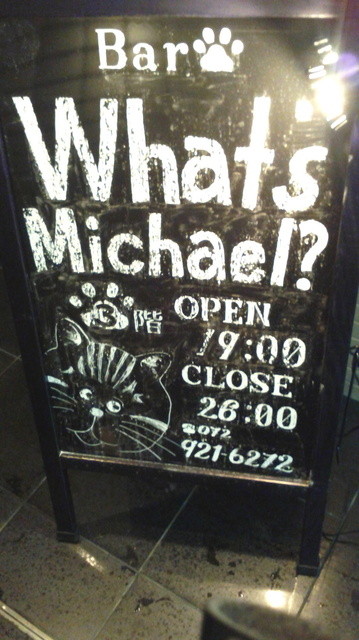 Bar
Whats
Michael?
3階
OPEN
19:00
CLOSE
26:00
☎072
921-6272